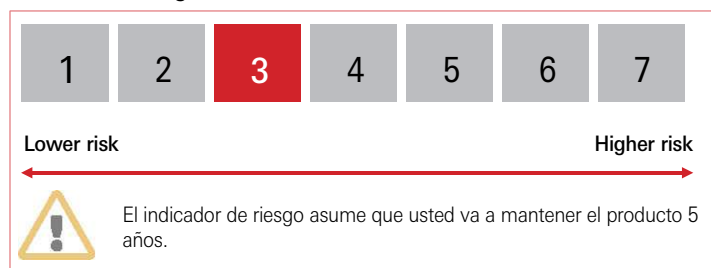 1 2 3 4 5 6 7
Lower risk Higher risk
El indicador de riesgo asume que usted va a mantener el producto 5
años.